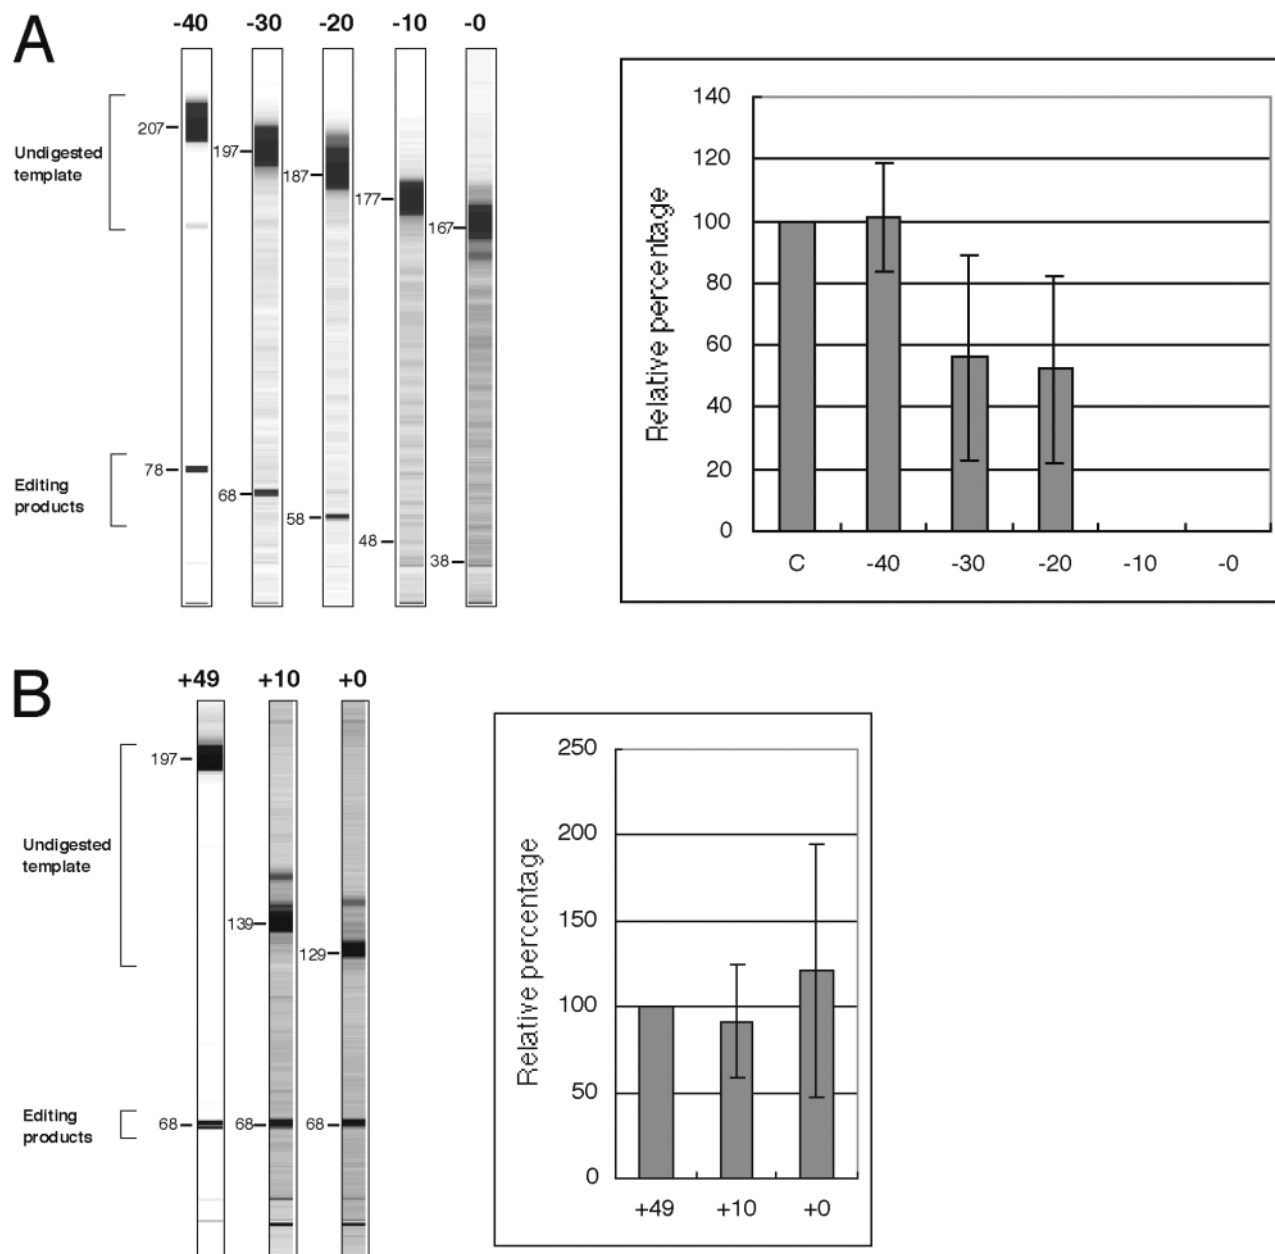 A
-40 -30 -20 -10 -0
Undigested
template
207
197
187
177
167
Editing
products
78
68
58
48
38
Relative percentage
140
120
100
80
60
40
20
0
C -40 -30 -20 -10 -0
B
+49 +10 +0
Undigested
template
197
139
129
Editing
products
68 68 68
Relative percentage
250
200
150
100
50
0
+49 +10 +0